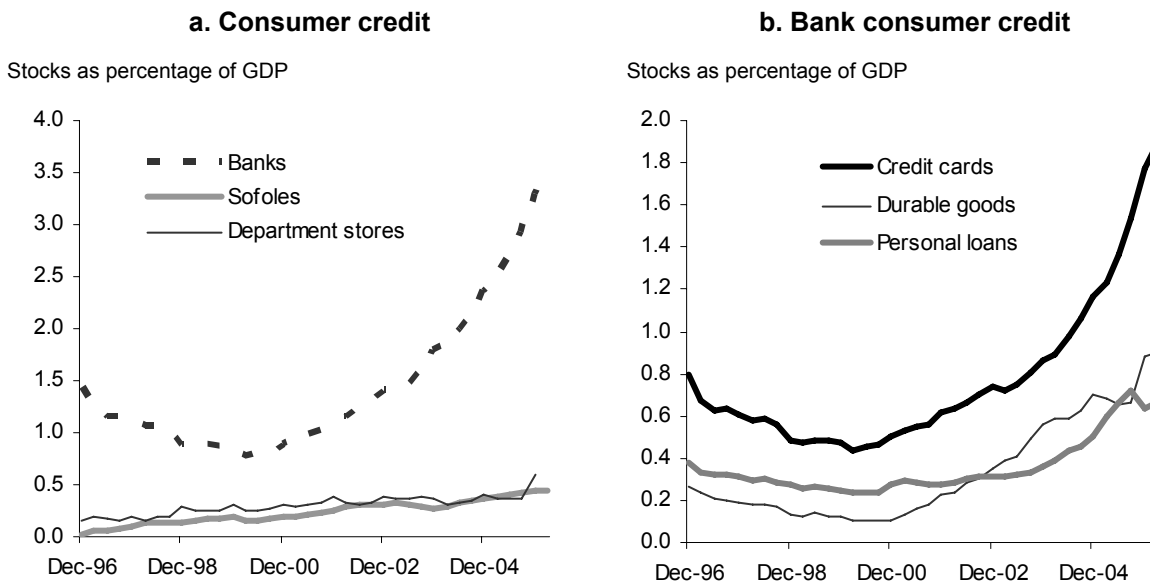 a. Consumer credit
Stocks as percentage of GDP
4.0
3.5
3.0
2.5
2.0
1.5
1.0
0.5
0.0
Banks
Sofoles
Department stores
Dec-96 Dec-98 Dec-00 Dec-02 Dec-04
b. Bank consumer credit
Stocks as percentage of GDP
2.0
1.8
1.6
1.4
1.2
1.0
0.8
0.6
0.4
0.2
0.0
Credit cards
Durable goods
Personal loans
Dec-96 Dec-98 Dec-00 Dec-02 Dec-04